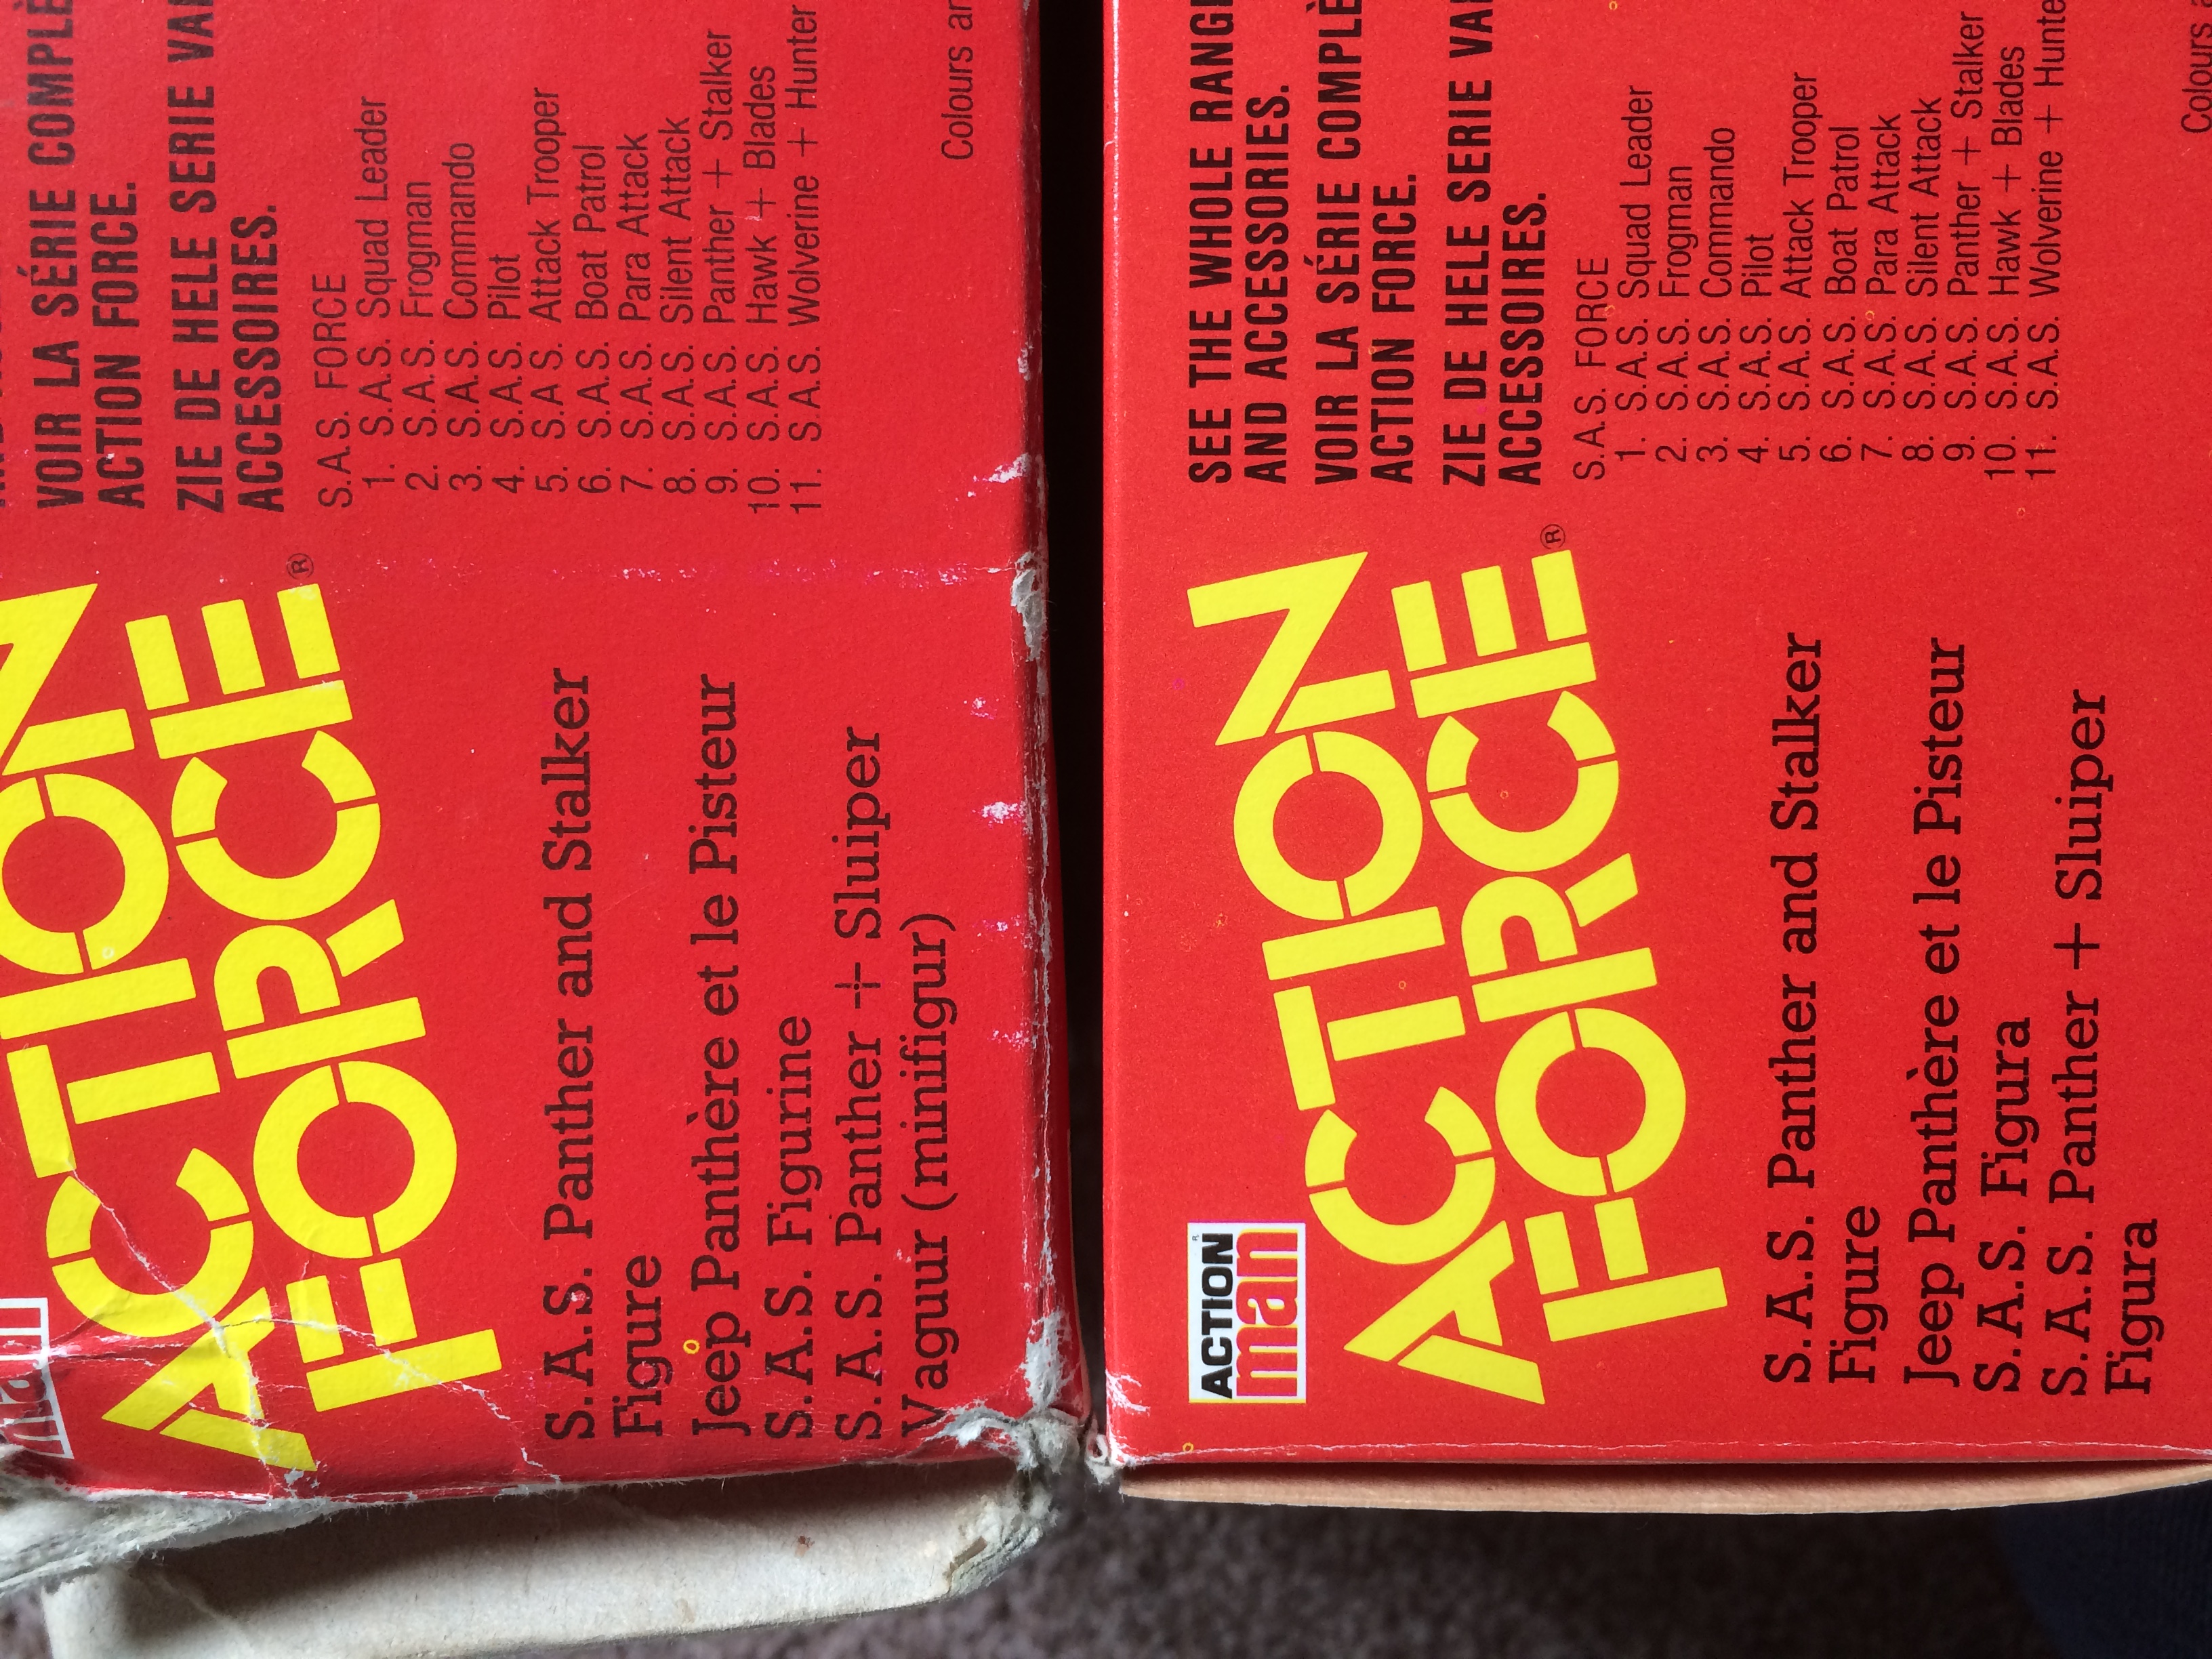 man
ACTION
FORCE®
S.A.S. Panther and Stalker
Figure
Jeep Panthère et le Pisteur
S.A.S. Figurine
S.A.S. Panther + Sluiper
Vaguur (minifigur)
VOIR LA SÉRIE
ACTION FORCE.
ZIE DE HELE SERIE
ACCESSOIRES.
S.A.S. FORCE
1. S.A.S. Squad Leader
2. S.A.S. Frogman
3. S.A.S. Commando
4. S.A.S. Pilot
5. S.A.S. Attack Trooper
6. S.A.S. Boat Patrol
7. S.A.S. Para Attack
8. S.A.S. Silent Attack
9. S.A.S. Panther + Stalker
10. S.A.S. Hawk + Blades
11. S.A.S. Wolverine + Hunter
Colours
ACTION
man
ACTION
FORCE®
S.A.S. Panther and Stalker
Figure
Jeep Panthère et le Pisteur
S.A.S. Figura
S.A.S. Panther + Sluiper
Figura
SEE THE WHOLE
AND ACCESSORIES.
VOIR LA SÉRIE
ACTION FORCE.
ZIE DE HELE SERIE
ACCESSOIRES.
S.A.S. FORCE
1. S.A.S. Squad Leader
2. S.A.S. Frogman
3. S.A.S. Commando
4. S.A.S. Pilot
5. S.A.S. Attack Trooper
6. S.A.S. Boat Patrol
7. S.A.S. Para Attack
8. S.A.S. Silent Attack
9. S.A.S. Panther + Stalker
10. S.A.S. Hawk + Blades
11. S.A.S. Wolverine +
Colours